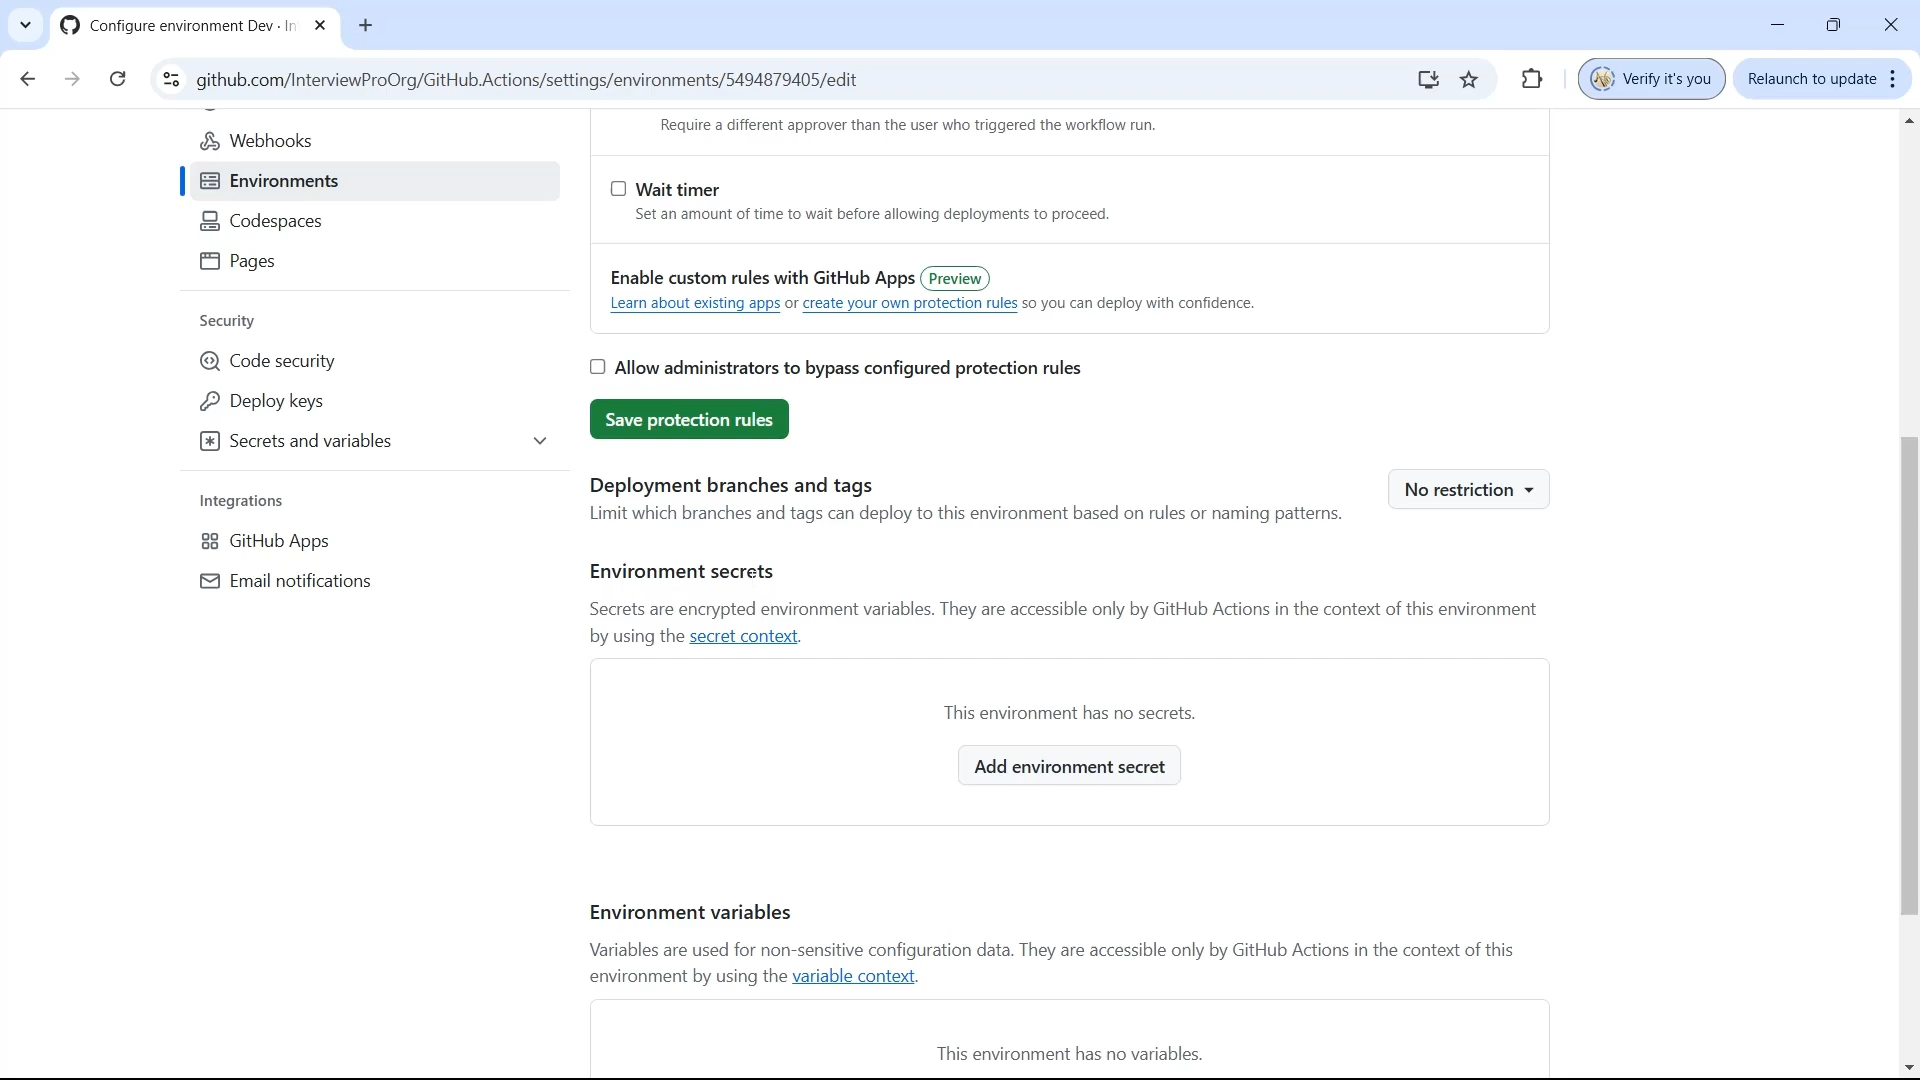 Configure environment Dev · In
github.com/InterviewProOrg/GitHub.Actions/settings/environments/5494879405/edit
Verify it's you
Relaunch to update
Webhooks
Environments
Codespaces
Pages
Security
Code security
Deploy keys
Secrets and variables
Integrations
GitHub Apps
Email notifications
Require a different approver than the user who triggered the workflow run.
Wait timer
Set an amount of time to wait before allowing deployments to proceed.
Enable custom rules with GitHub Apps Preview
Learn about existing apps or create your own protection rules so you can deploy with confidence.
Allow administrators to bypass configured protection rules
Save protection rules
Deployment branches and tags
No restriction
Limit which branches and tags can deploy to this environment based on rules or naming patterns.
Environment secrets
Secrets are encrypted environment variables. They are accessible only by GitHub Actions in the context of this environment
by using the secret context.
This environment has no secrets.
Add environment secret
Environment variables
Variables are used for non-sensitive configuration data. They are accessible only by GitHub Actions in the context of this
environment by using the variable context.
This environment has no variables.